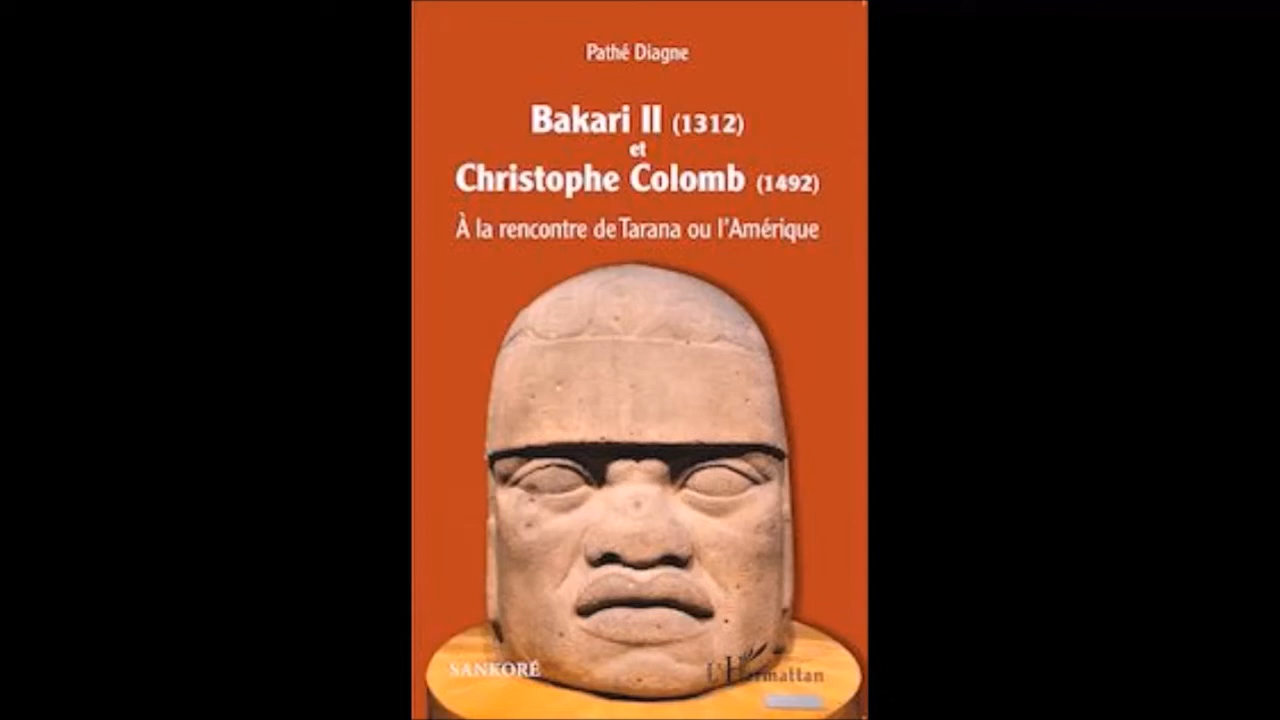 Pathé Diagne
Bakari II (1312)
et
Christophe Colomb (1492)
À la rencontre de Tarana ou l'Amérique
SANKORÉ
L'Harmattan